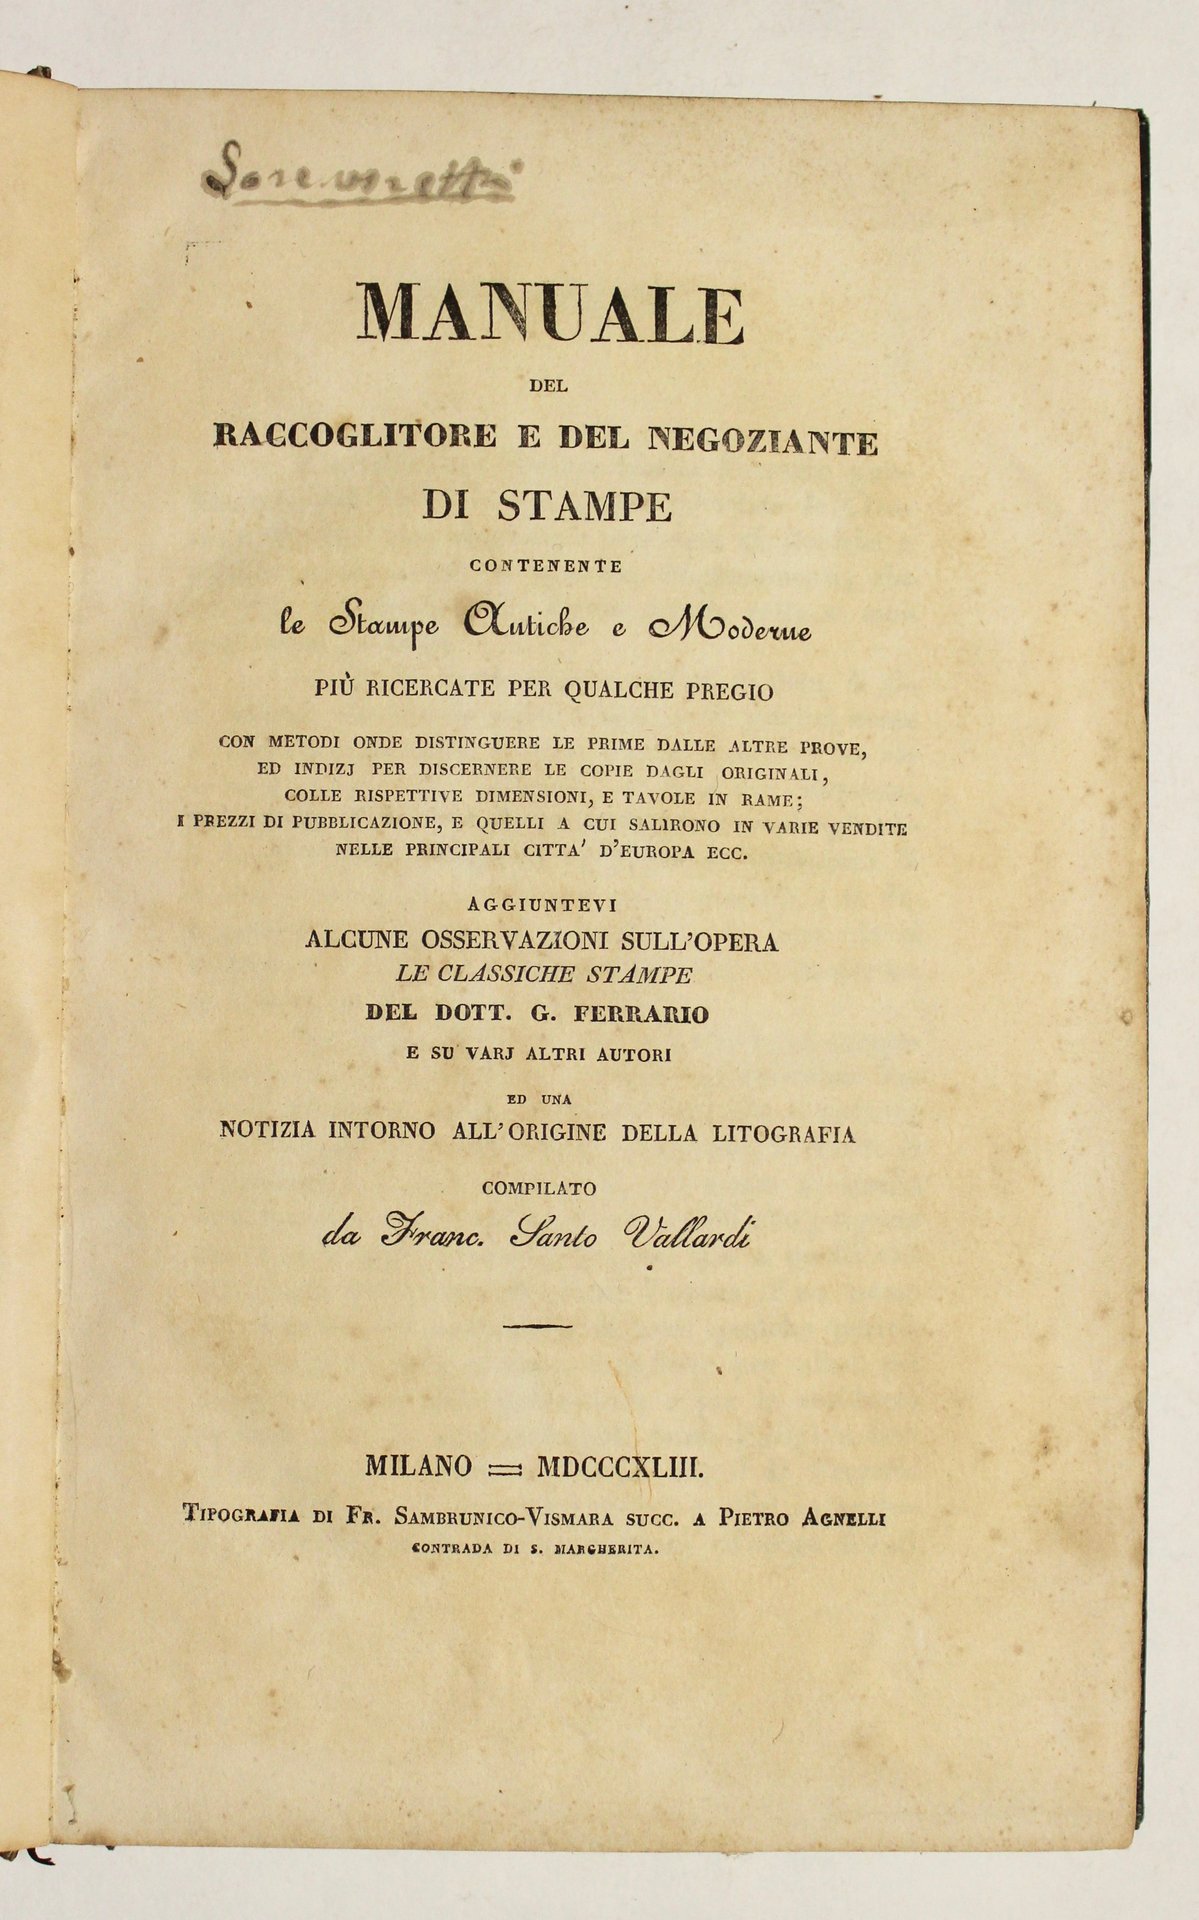 MANUALE
DEL
RACCOGLITORE E DEL NEGOZIANTE
DI STAMPE
CONTENENTE
le Stampe Antiche e Moderne
PIÙ RICERCATE PER QUALCHE PREGIO
CON METODI ONDE DISTINGUERE LE PRIME DALLE ALTRE PROVE,
ED INDIZJ PER DISCERNERE LE COPIE DAGLI ORIGINALI,
COLLE RISPETTIVE DIMENSIONI, E TAVOLE IN RAME;
I PREZZI DI PUBBLICAZIONE, E QUELLI A CUI SALIRONO IN VARIE VENDITE
NELLE PRINCIPALI CITTA' D'EUROPA ECC.
AGGIUNTEVI
ALCUNE OSSERVAZIONI SULL'OPERA
LE CLASSICHE STAMPE
DEL DOTT. G. FERRARIO
E SU VARJ ALTRI AUTORI
ED UNA
NOTIZIA INTORNO ALL'ORIGINE DELLA LITOGRAFIA
COMPILATO
da Franc. Santo Vallardi
MILANO = MDCCCXLIII.
TIPOGRAFIA DI FR. SAMBRUNICO-VISMARA SUCC. A PIETRO AGNELLI
CONTRADA DI S. MARGHERITA.